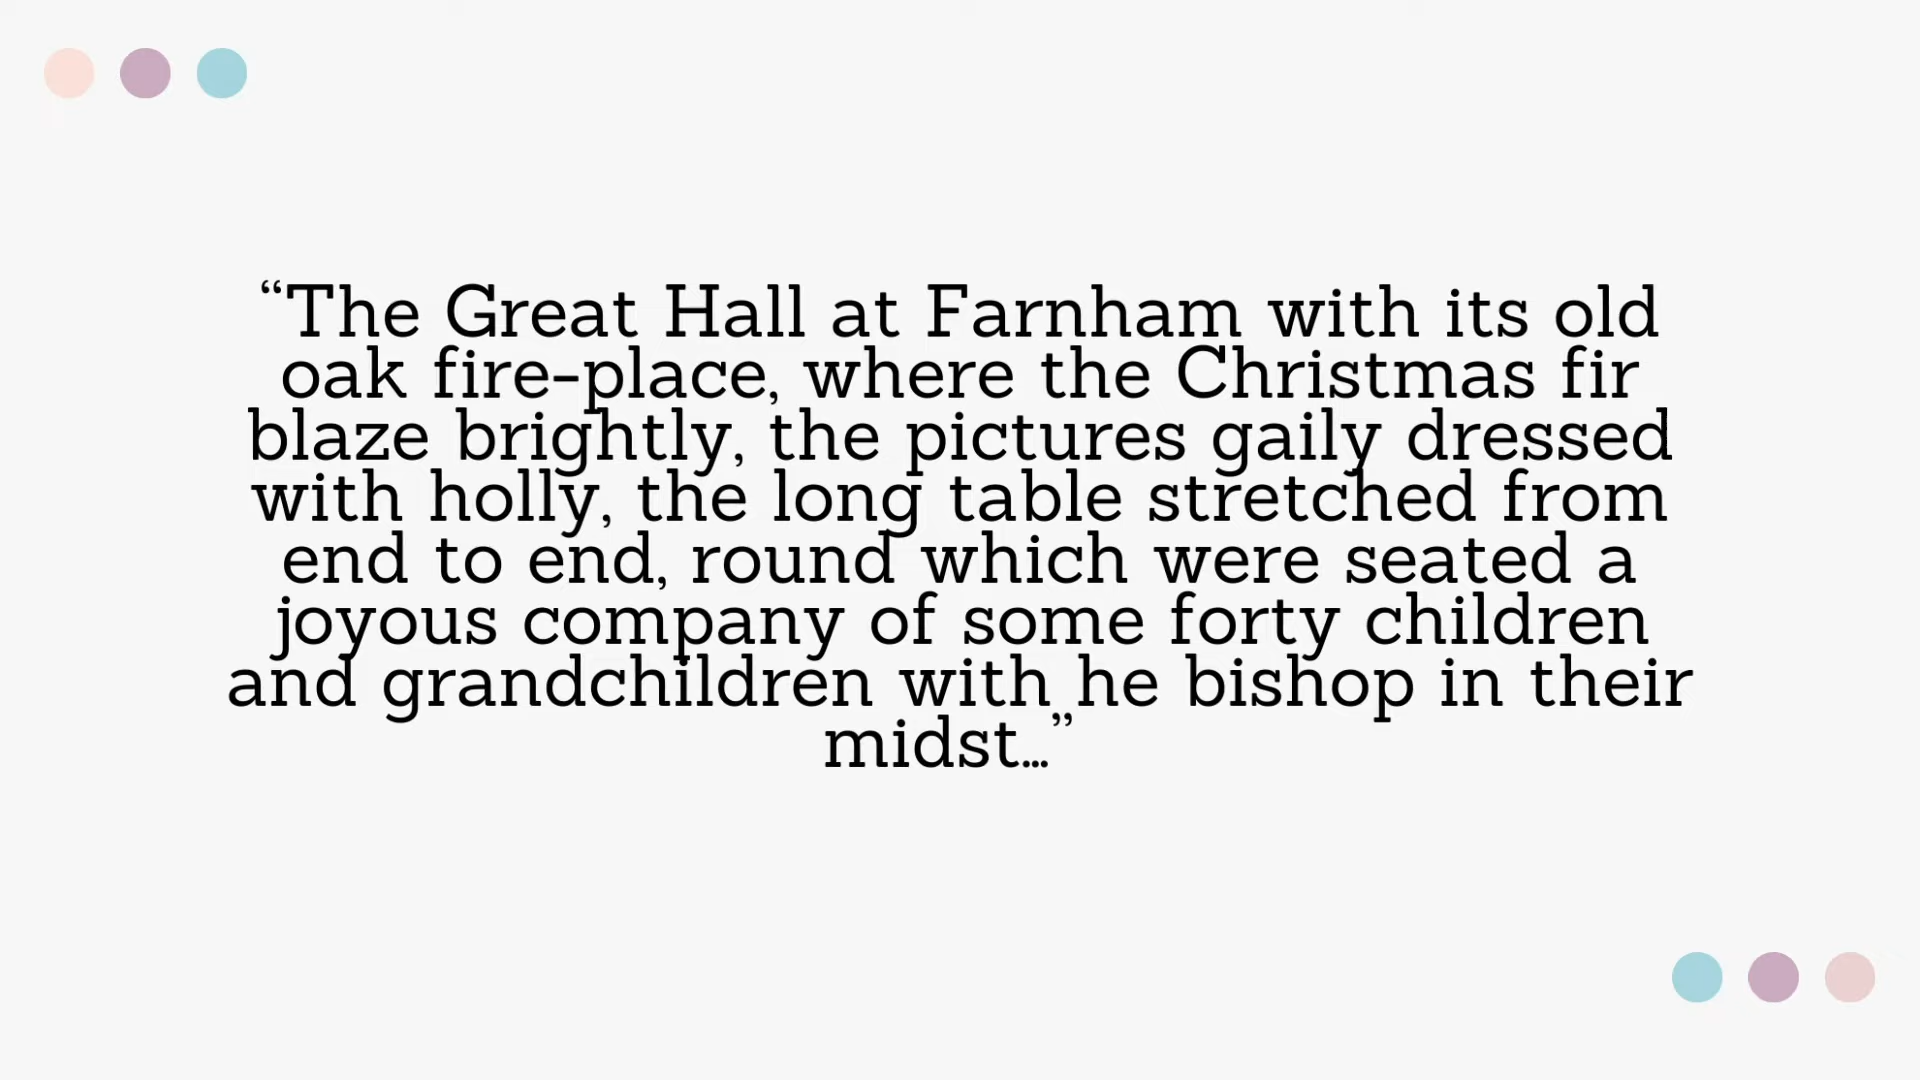 “The Great Hall at Farnham with its old
oak fire-place, where the Christmas fir
blaze brightly, the pictures gaily dressed
with holly, the long table stretched from
end to end, round which were seated a
joyous company of some forty children
and grandchildren with he bishop in their
midst…”